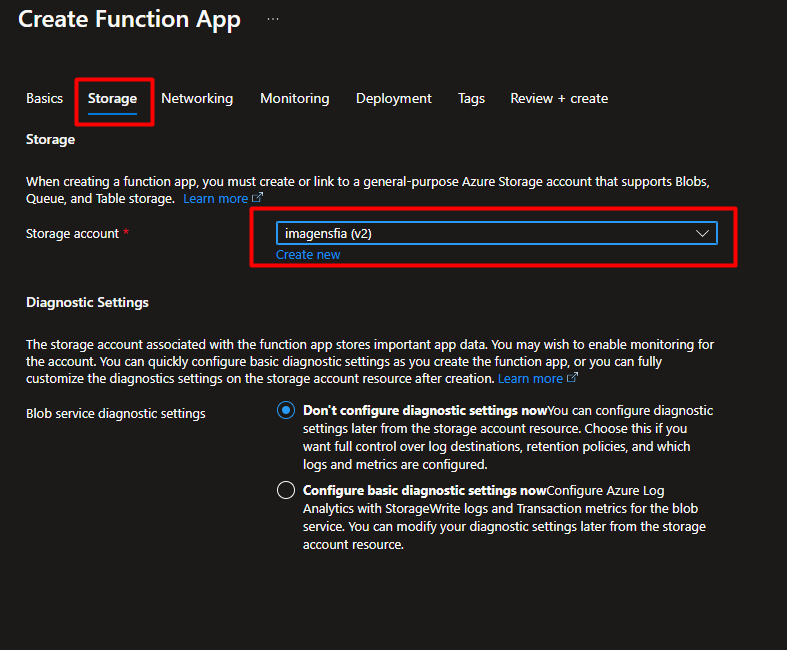 Create Function App ...
Basics Storage Networking Monitoring Deployment Tags Review + create
Storage
When creating a function app, you must create or link to a general-purpose Azure Storage account that supports Blobs,
Queue, and Table storage. Learn more
Storage account * imagensfia (v2)
Create new
Diagnostic Settings
The storage account associated with the function app stores important app data. You may wish to enable monitoring for
the account. You can quickly configure basic diagnostic settings as you create the function app, or you can fully
customize the diagnostics settings on the storage account resource after creation. Learn more
Blob service diagnostic settings
Don't configure diagnostic settings nowYou can configure diagnostic
settings later from the storage account resource. Choose this if you
want full control over log destinations, retention policies, and which
logs and metrics are configured.
Configure basic diagnostic settings nowConfigure Azure Log
Analytics with StorageWrite logs and Transaction metrics for the blob
service. You can modify your diagnostic settings later from the storage
account resource.